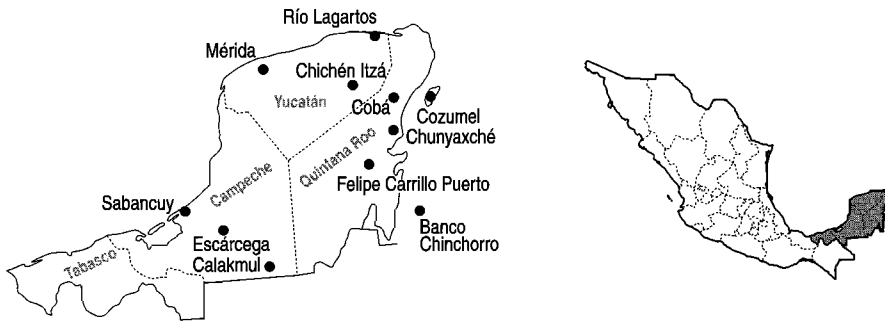 Río Lagartos
Mérida
Chichén Itzá
Yucatán
Cobá
Cozumel
Chunyaxché
Quintana Roo
Campeche
Felipe Carrillo Puerto
Sabancuy
Banco
Chinchorro
Escárcega
Calakmul
Tabasco